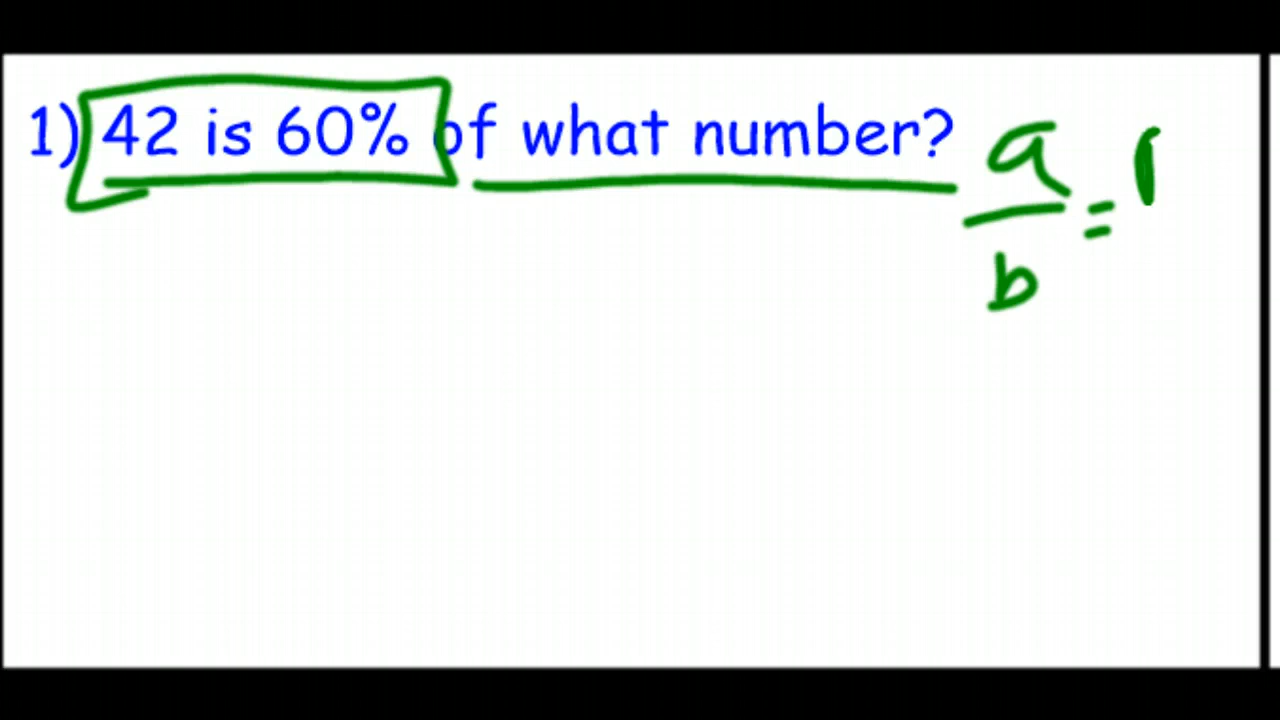 1) 42 is 60% of what number?
a
b
=